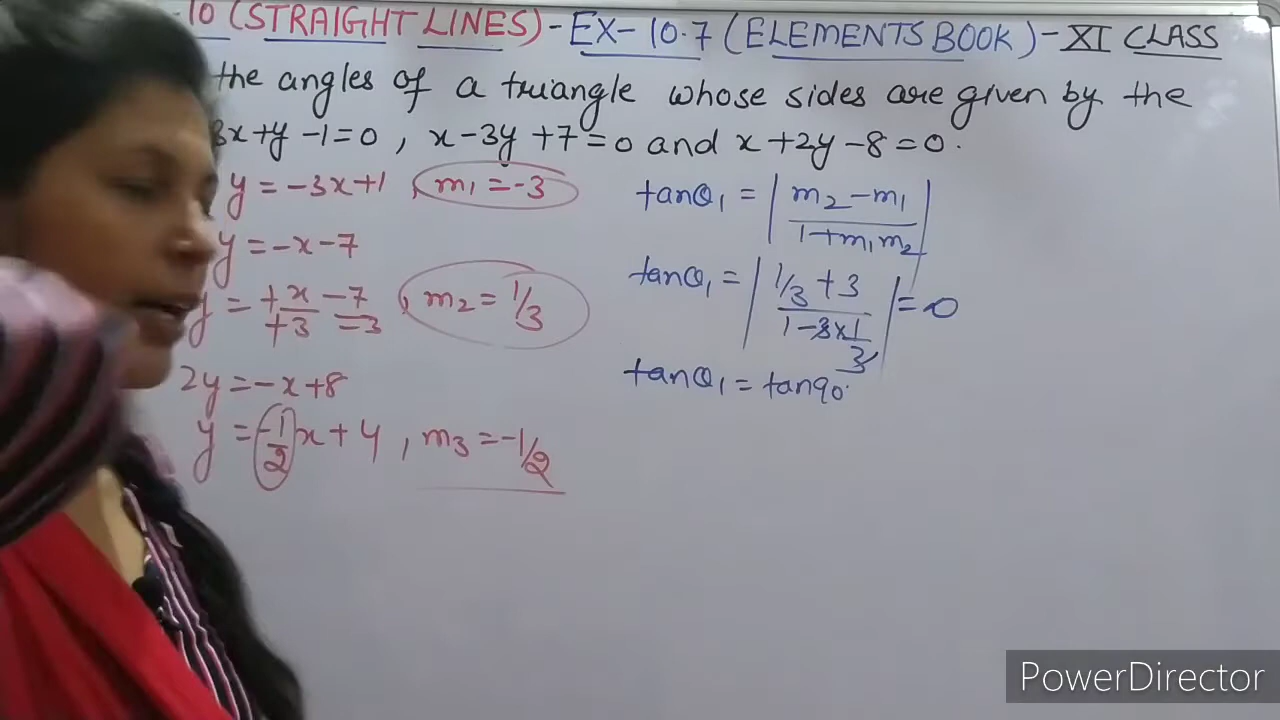 10 (STRAIGHT LINES) - EX-10.7 (ELEMENTS BOOK) - XI CLASS
the angles of a triangle whose sides are given by the
3x+y-1=0, x-3y+7=0 and x+2y-8=0.
y = -3x+1, m₁ = -3
y = -x-7
y = +x/+3 -7/=3, m₂ = 1/3
2y = -x+8
y = -1/2 x + 4, m₃ = -1/2
tanθ₁ = |m₂-m₁ / 1+m₁m₂|
tanθ₁ = |1/3+3 / 1-3×1/3| = 0
tanθ₁ = tan90°
PowerDirector